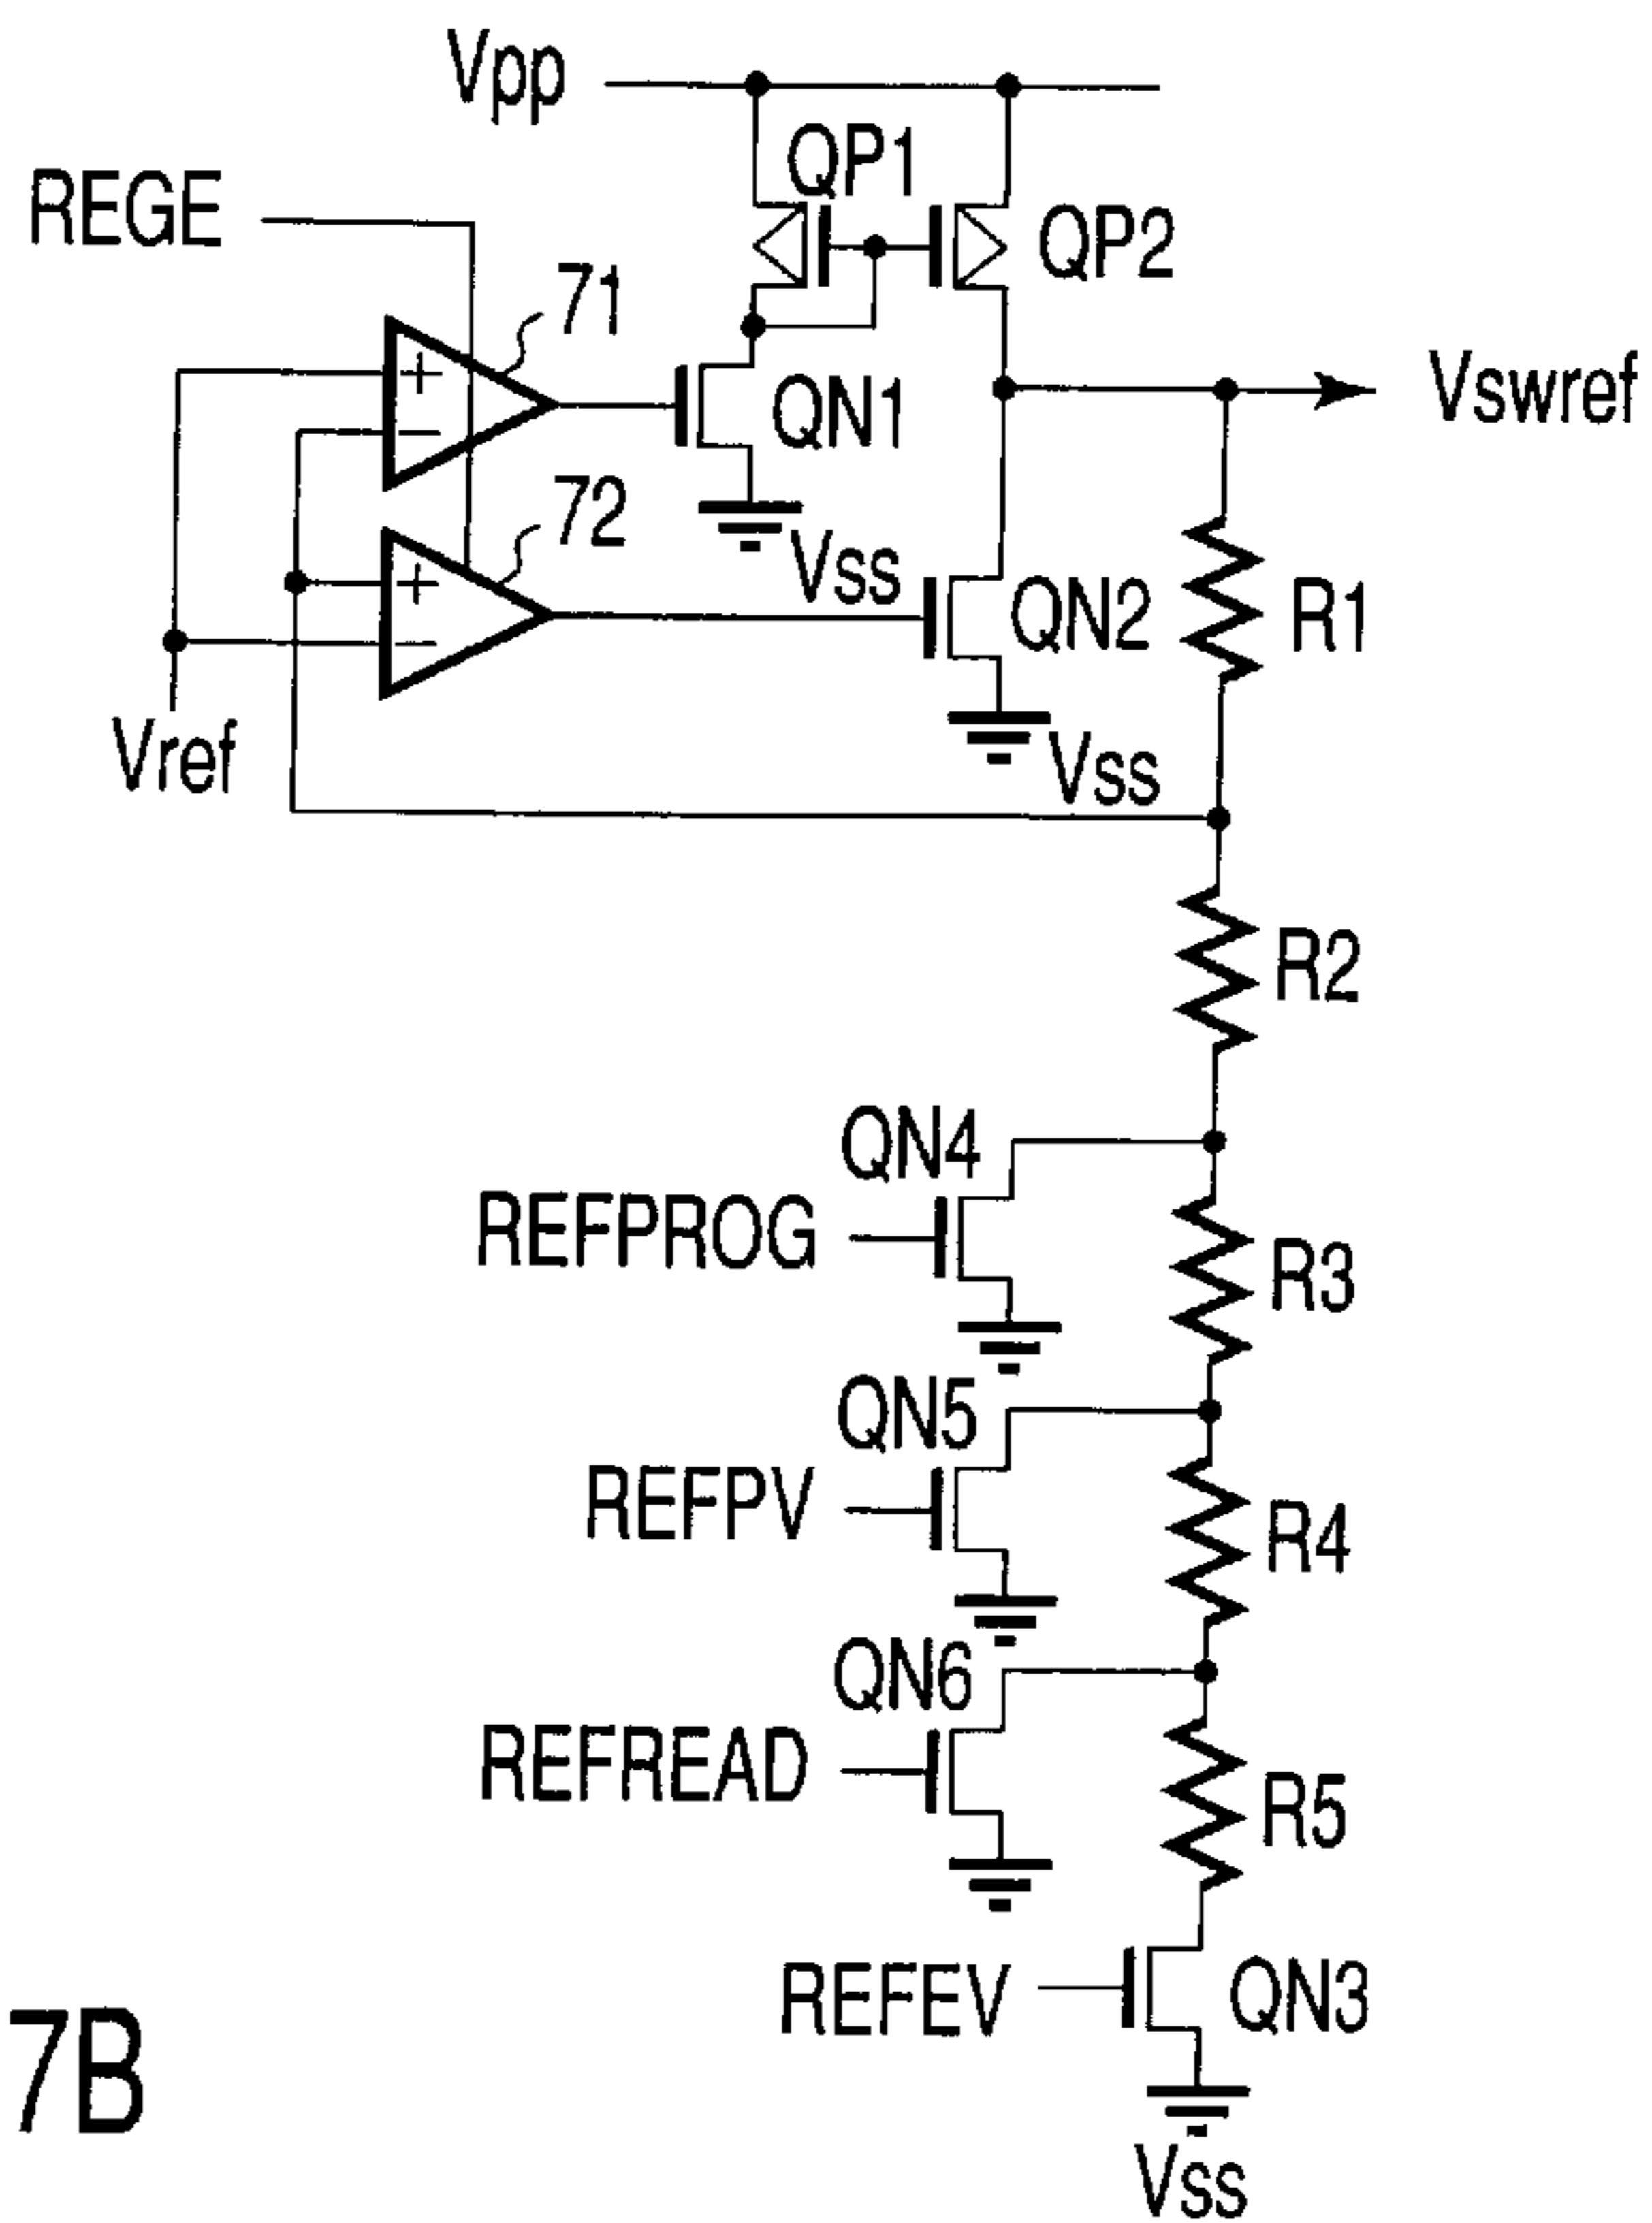 Vpp
QP1
REGE
QP2
71
+
−
QN1
Vswref
72
Vss
+
−
QN2
R1
Vref
Vss
R2
QN4
REFPROG
R3
QN5
REFPV
R4
QN6
REFREAD
R5
REFEV
QN3
7B
Vss